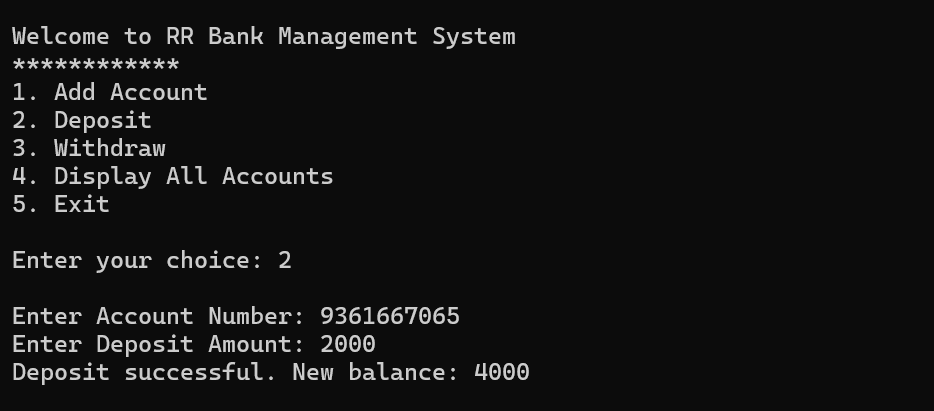 Welcome to RR Bank Management System
************
1. Add Account
2. Deposit
3. Withdraw
4. Display All Accounts
5. Exit
Enter your choice: 2
Enter Account Number: 9361667065
Enter Deposit Amount: 2000
Deposit successful. New balance: 4000